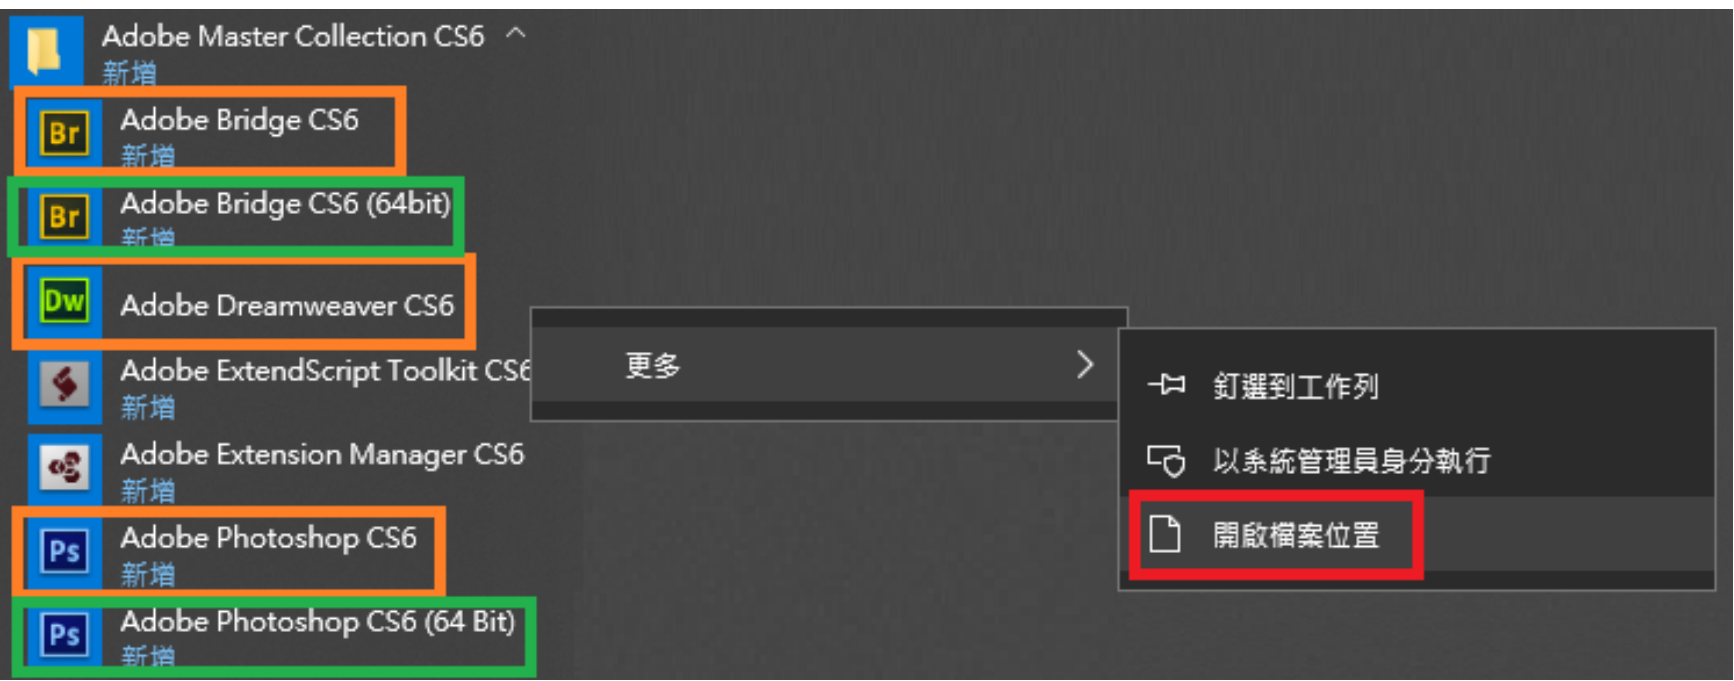 Adobe Master Collection CS6
新增
Br
Adobe Bridge CS6
新增
Br
Adobe Bridge CS6 (64bit)
新增
Dw
Adobe Dreamweaver CS6
Adobe ExtendScript Toolkit CS6
新增
Adobe Extension Manager CS6
新增
Ps
Adobe Photoshop CS6
新增
Ps
Adobe Photoshop CS6 (64 Bit)
新增
更多
釘選到工作列
以系統管理員身分執行
開啟檔案位置